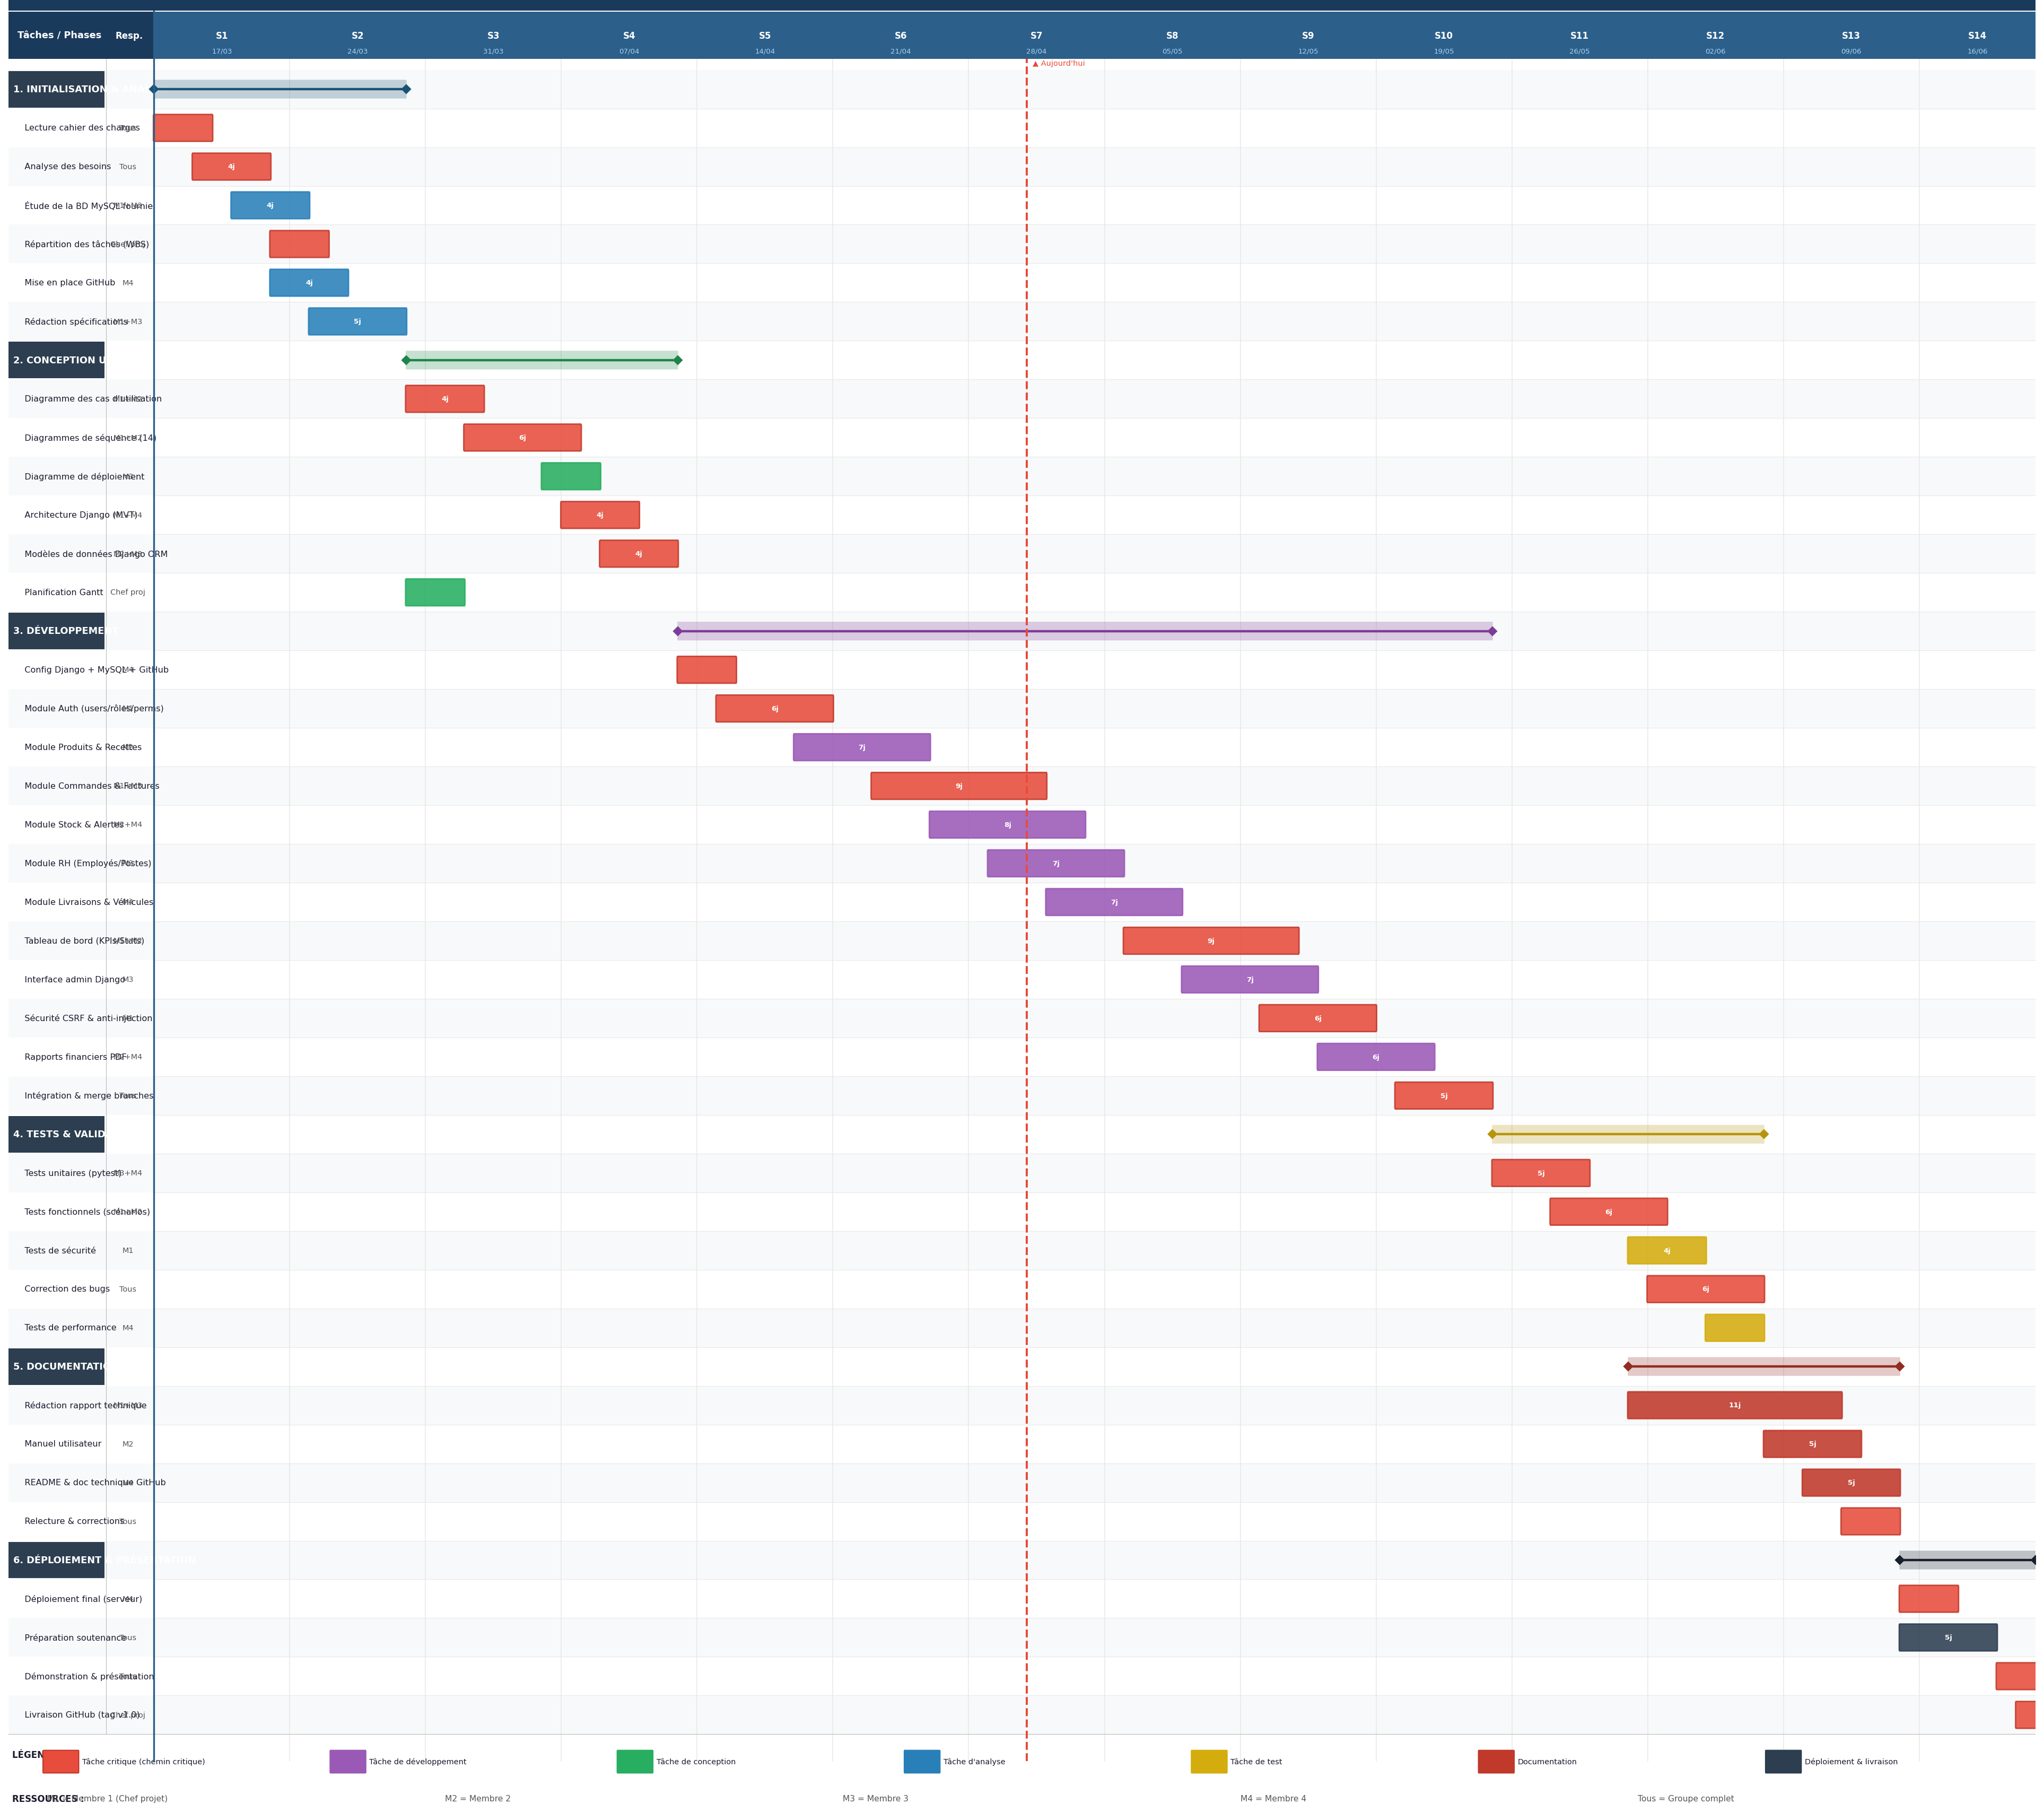 Tâches / Phases Resp. S1 S2 S3 S4 S5 S6 S7 S8 S9 S10 S11 S12 S13 S14
17/03 24/03 31/03 07/04 14/04 21/04 28/04 05/05 12/05 19/05 26/05 02/06 09/06 16/06
▲ Aujourd'hui
1. INITIALISATION
Lecture cahier des charges Tous
Analyse des besoins Tous 4j
Étude de la BD MySQL fournie 4j
Répartition des tâches (WBS)
Mise en place GitHub M4 4j
Rédaction spécifications M1+M3 5j
2. CONCEPTION U
Diagramme des cas d'utilisation 4j
Diagrammes de séquence (14) 6j
Diagramme de déploiement
Architecture Django (MVT) 4j
Modèles de données Django ORM 4j
Planification Gantt Chef proj
3. DÉVELOPPEMENT
Config Django + MySQL + GitHub
Module Auth (users/rôles/perms) 6j
Module Produits & Recettes 7j
Module Commandes & Factures 9j
Module Stock & Alertes 8j
Module RH (Employés/Postes) 7j
Module Livraisons & Véhicules 7j
Tableau de bord (KPIs/Stats) 9j
Interface admin Django M3 7j
Sécurité CSRF & anti-injection 6j
Rapports financiers PDF 6j
Intégration & merge branches 5j
4. TESTS & VALID
Tests unitaires (pytest) M3+M4 5j
Tests fonctionnels (scénarios) 6j
Tests de sécurité M1 4j
Correction des bugs Tous 6j
Tests de performance M4
5. DOCUMENTATIO
Rédaction rapport technique 11j
Manuel utilisateur M2 5j
README & doc technique GitHub 5j
Relecture & corrections Tous
6. DÉPLOIEMENT
Déploiement final (serveur)
Préparation soutenance Tous 5j
Démonstration & présentation
Livraison GitHub (tag v1.0)
LÉGEN Tâche critique (chemin critique) Tâche de développement Tâche de conception Tâche d'analyse Tâche de test Documentation Déploiement & livraison
RESSOURCES : Membre 1 (Chef projet) M2 = Membre 2 M3 = Membre 3 M4 = Membre 4 Tous = Groupe complet